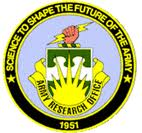 SCIENCE TO SHAPE THE FUTURE OF THE ARMY
ARMY RESEARCH OFFICE
1951